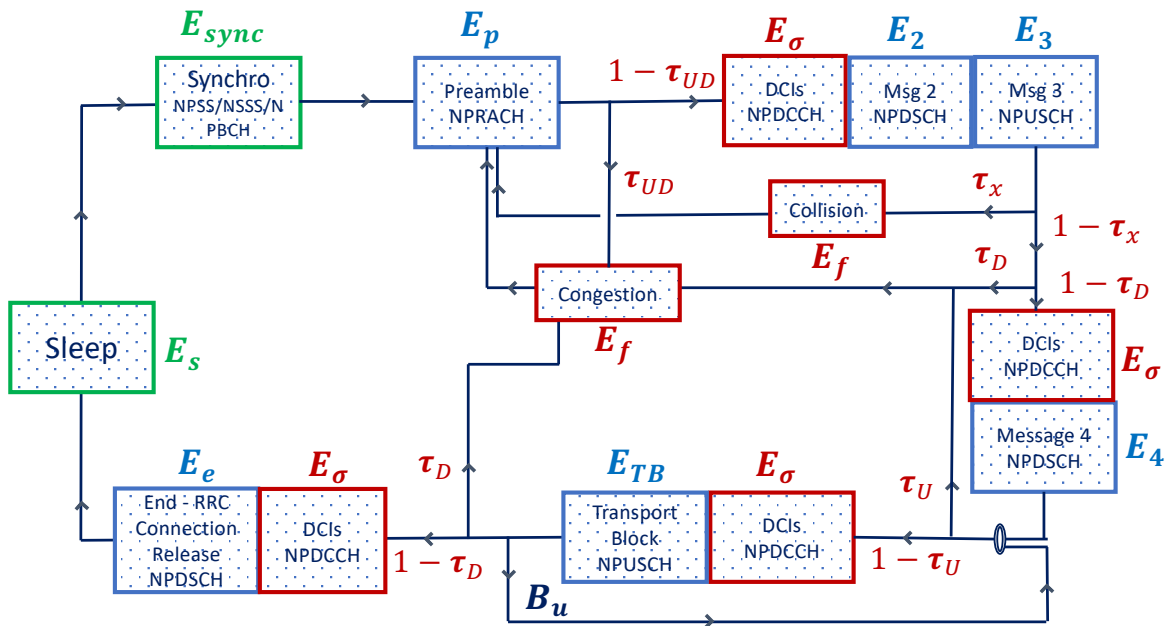 E_sync
Synchro
NPSS/NSSS/N
PBCH
E_p
Preamble
NPRACH
1 − τ_UD
E_σ
DCIs
NPDCCH
E_2
Msg 2
NPDSCH
E_3
Msg 3
NPUSCH
τ_UD
Collision
E_f
τ_x
1 − τ_x
τ_D
1 − τ_D
Congestion
E_f
Sleep
E_s
DCIs
NPDCCH
E_σ
Message 4
NPDSCH
E_4
E_e
End - RRC
Connection
Release
NPDSCH
E_σ
DCIs
NPDCCH
τ_D
1 − τ_D
E_TB
Transport
Block
NPUSCH
E_σ
DCIs
NPDCCH
τ_U
1 − τ_U
B_u